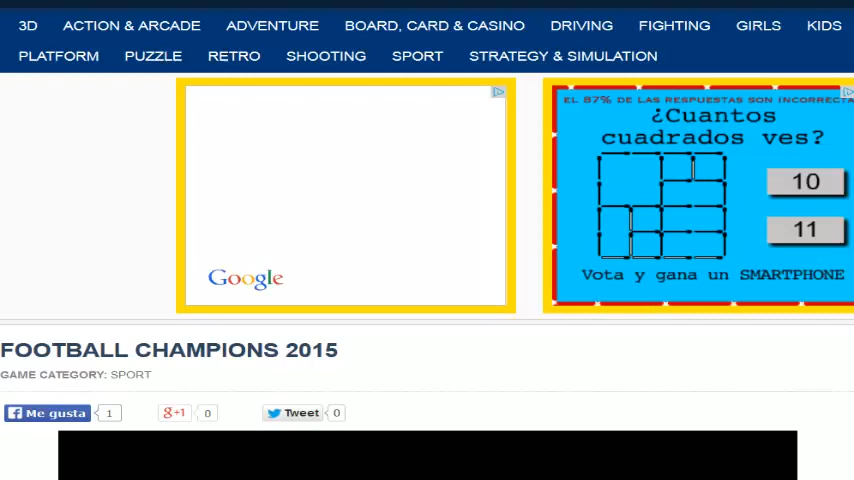 3D ACTION & ARCADE ADVENTURE BOARD, CARD & CASINO DRIVING FIGHTING GIRLS KIDS
PLATFORM PUZZLE RETRO SHOOTING SPORT STRATEGY & SIMULATION
Google
EL 87% DE LAS RESPUESTAS SON INCORRECTA
¿Cuantos
cuadrados ves?
10
11
Vota y gana un SMARTPHONE
FOOTBALL CHAMPIONS 2015
GAME CATEGORY: SPORT
Me gusta 1 g+1 0 Tweet 0